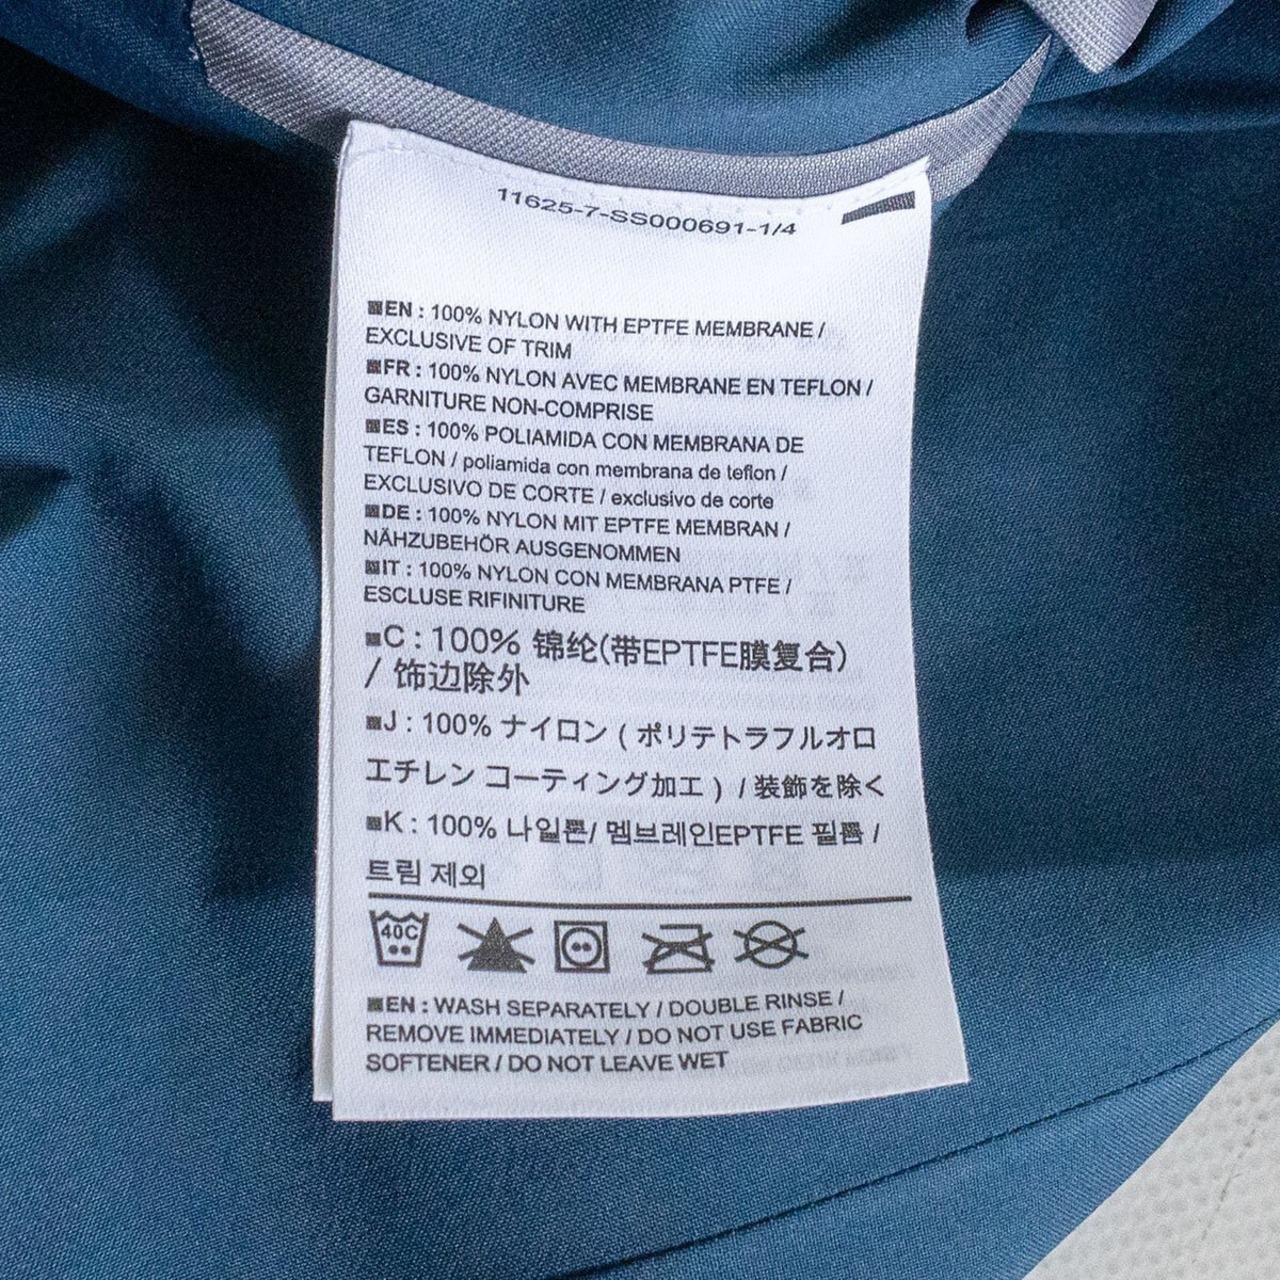 11625-7-SS000691-1/4
■EN : 100% NYLON WITH EPTFE MEMBRANE /
EXCLUSIVE OF TRIM
■FR : 100% NYLON AVEC MEMBRANE EN TEFLON /
GARNITURE NON-COMPRISE
■ES : 100% POLIAMIDA CON MEMBRANA DE
TEFLON / poliamida con membrana de teflon /
EXCLUSIVO DE CORTE / exclusivo de corte
■DE : 100% NYLON MIT EPTFE MEMBRAN /
NÄHZUBEHÖR AUSGENOMMEN
■IT : 100% NYLON CON MEMBRANA PTFE /
ESCLUSE RIFINITURE
■C : 100% 锦纶(带EPTFE膜复合)
/ 饰边除外
■J : 100% ナイロン ( ポリテトラフルオロ
エチレン コーティング加工 ) / 装飾を除く
■K : 100% 나일론/ 멤브레인EPTFE 필름 /
트림 제외
40C
■EN : WASH SEPARATELY / DOUBLE RINSE /
REMOVE IMMEDIATELY / DO NOT USE FABRIC
SOFTENER / DO NOT LEAVE WET